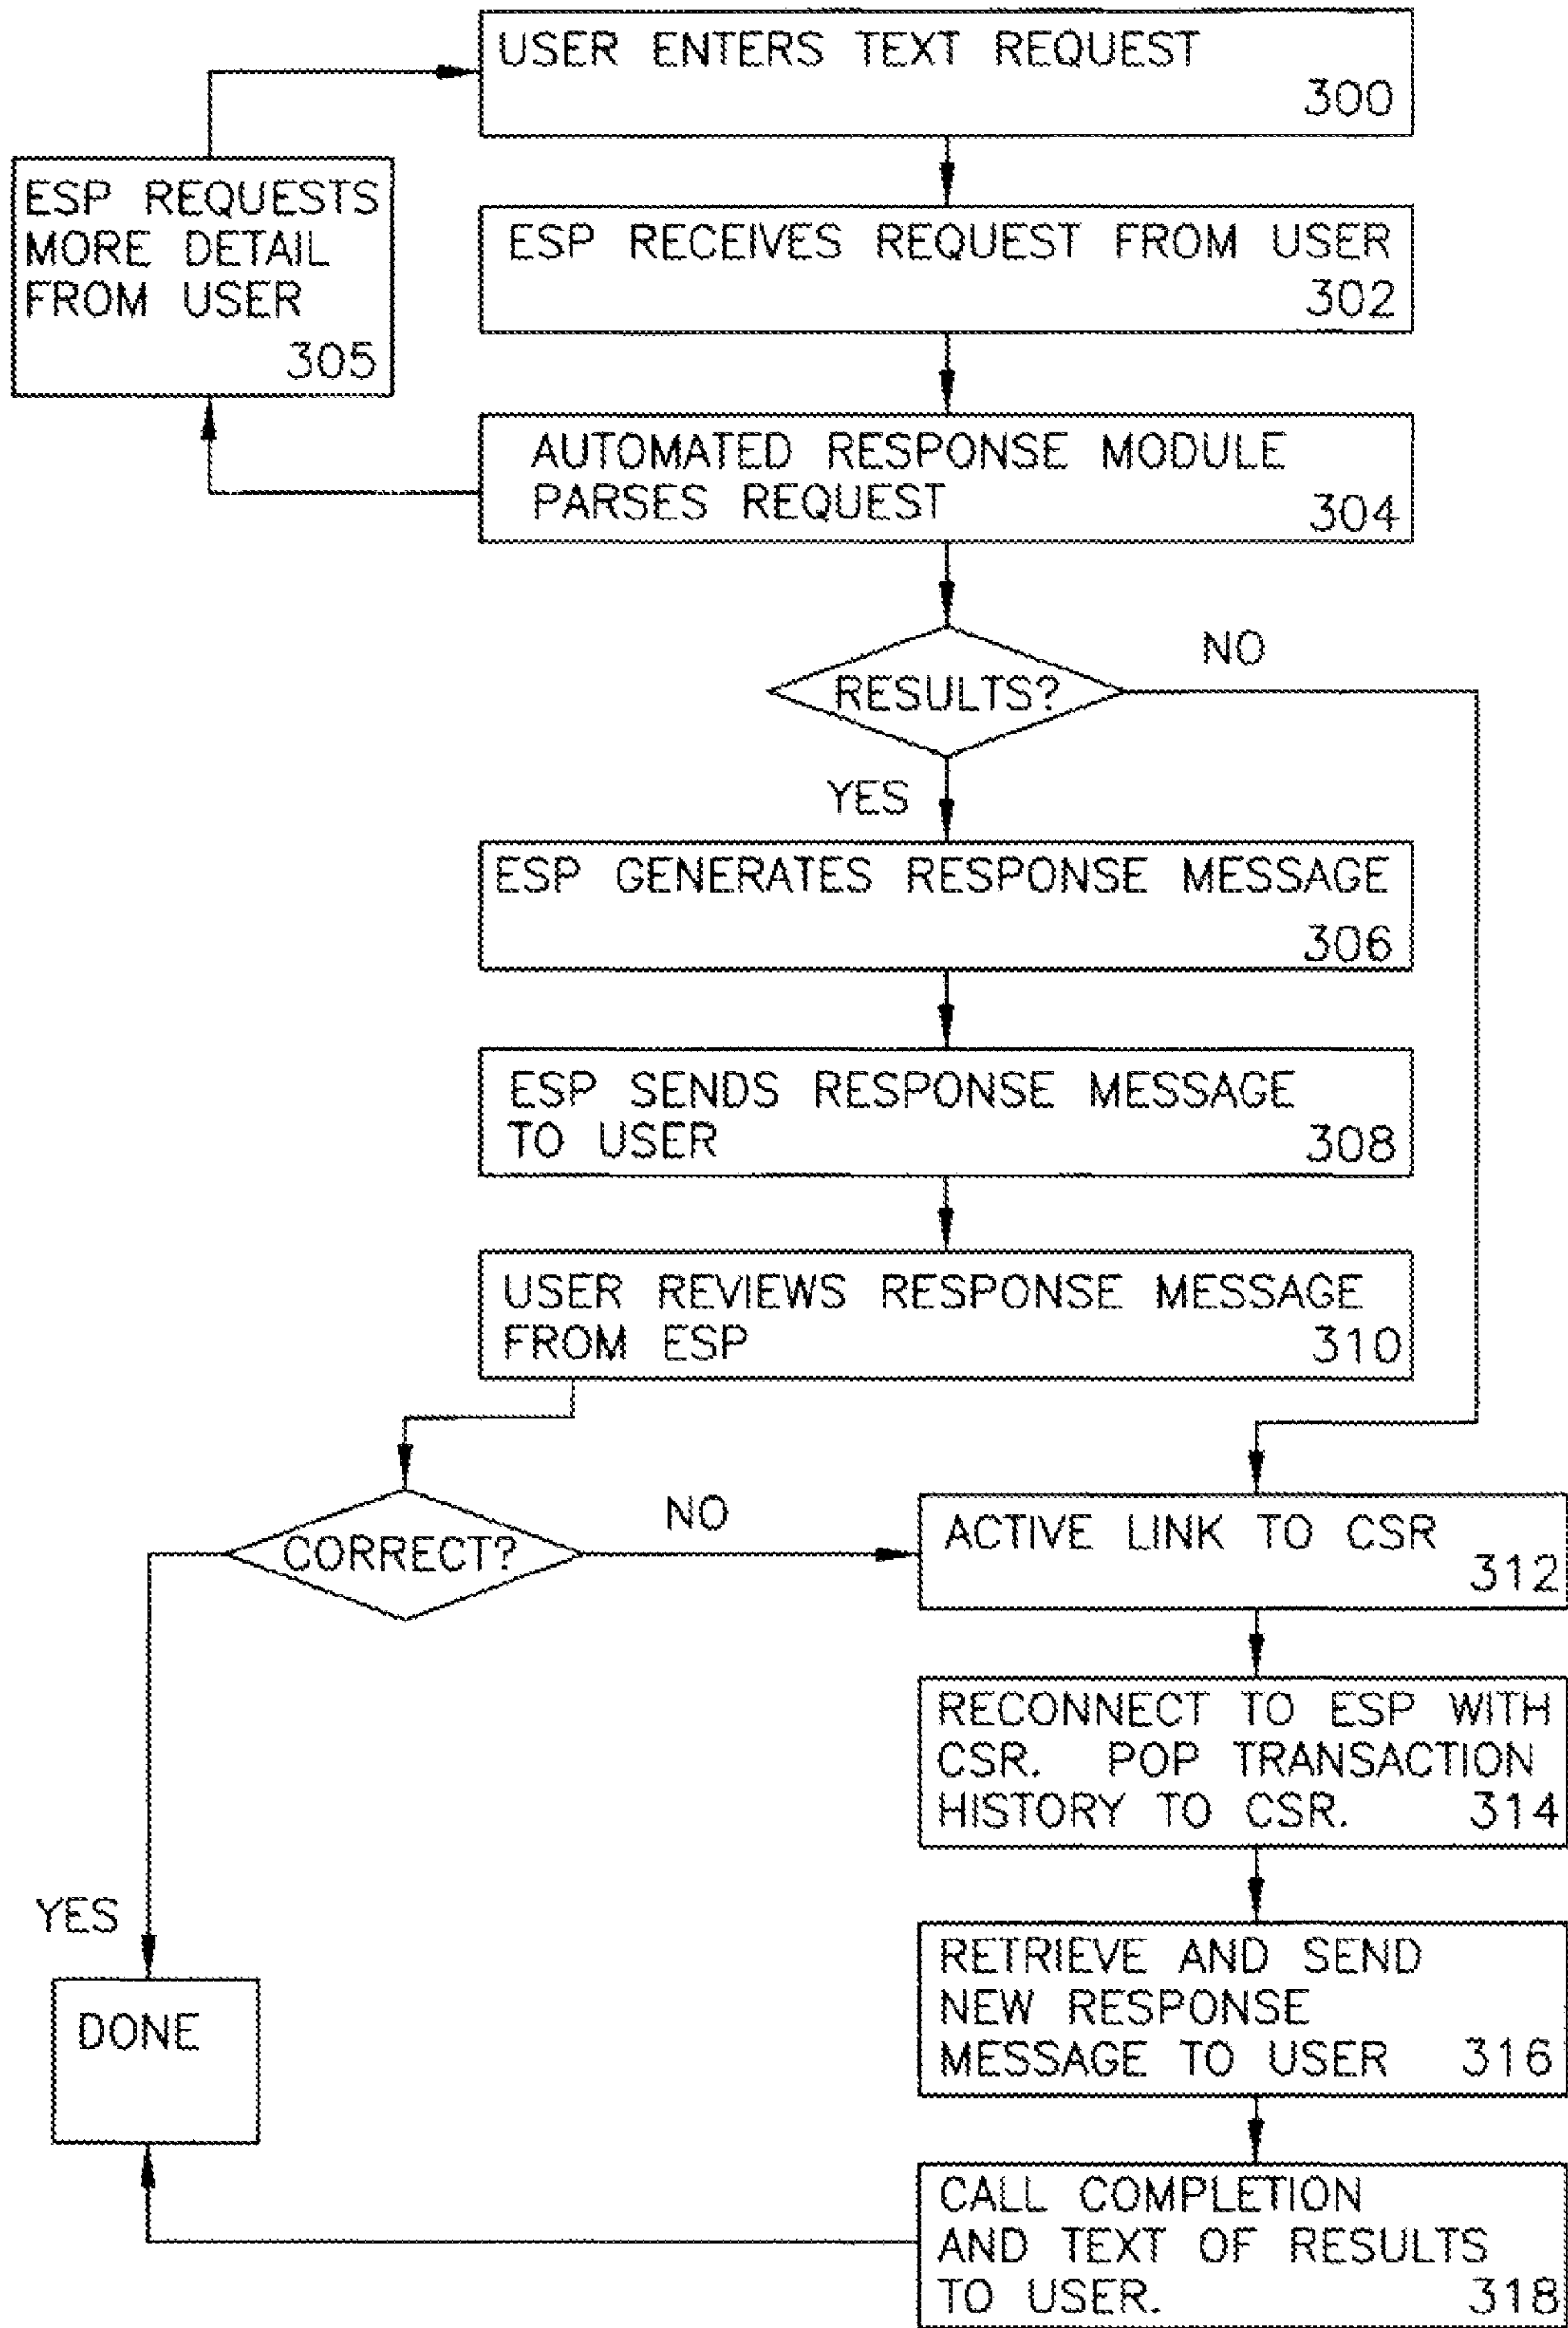 USER ENTERS TEXT REQUEST
300
ESP REQUESTS
MORE DETAIL
FROM USER
305
ESP RECEIVES REQUEST FROM USER
302
AUTOMATED RESPONSE MODULE
PARSES REQUEST
304
RESULTS?
NO
YES
ESP GENERATES RESPONSE MESSAGE
306
ESP SENDS RESPONSE MESSAGE
TO USER 308
USER REVIEWS RESPONSE MESSAGE
FROM ESP 310
CORRECT?
NO
ACTIVE LINK TO CSR
312
RECONNECT TO ESP WITH
CSR. POP TRANSACTION
HISTORY TO CSR. 314
YES
DONE
RETRIEVE AND SEND
NEW RESPONSE
MESSAGE TO USER 316
CALL COMPLETION
AND TEXT OF RESULTS
TO USER. 318